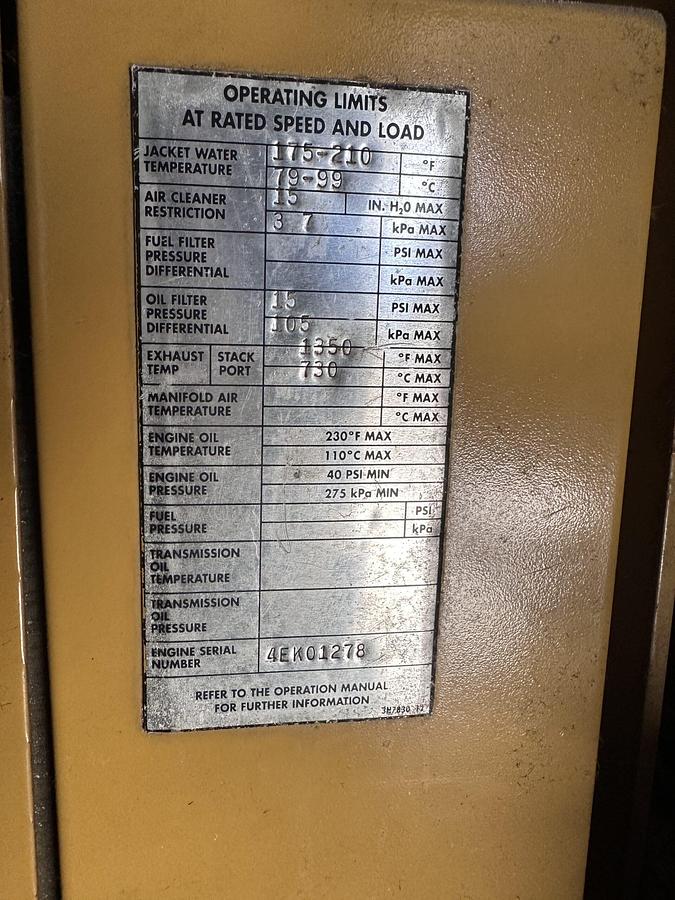 OPERATING LIMITS
AT RATED SPEED AND LOAD
JACKET WATER
TEMPERATURE
175-210
°F
79-99
°C
AIR CLEANER
RESTRICTION
15
IN. H₂O MAX
3 7
kPa MAX
FUEL FILTER
PRESSURE
DIFFERENTIAL
PSI MAX
kPa MAX
OIL FILTER
PRESSURE
DIFFERENTIAL
15
PSI MAX
105
kPa MAX
EXHAUST
TEMP
STACK
PORT
1350
°F MAX
730
°C MAX
MANIFOLD AIR
TEMPERATURE
°F MAX
°C MAX
ENGINE OIL
TEMPERATURE
230°F MAX
110°C MAX
ENGINE OIL
PRESSURE
40 PSI MIN
275 kPa MIN
FUEL
PRESSURE
PSI
kPa
TRANSMISSION
OIL
TEMPERATURE
TRANSMISSION
OIL
PRESSURE
ENGINE SERIAL
NUMBER
4EK01278
REFER TO THE OPERATION MANUAL
FOR FURTHER INFORMATION